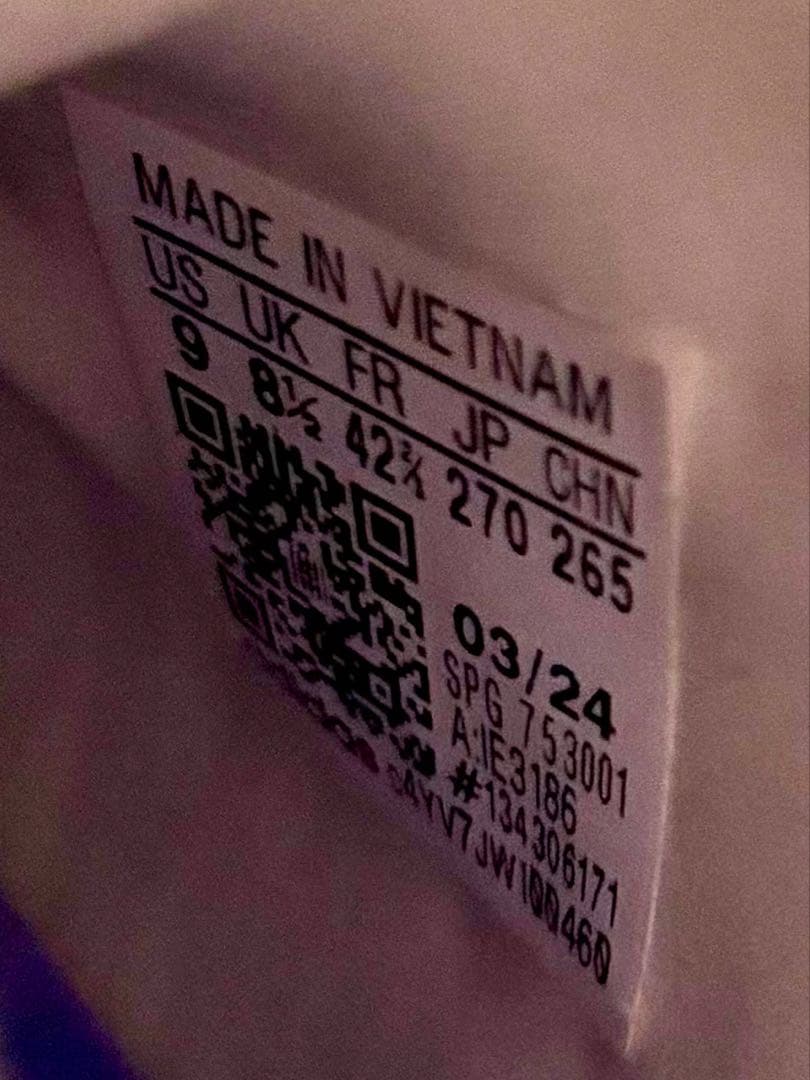 MADE IN VIETNAM
US UK FR JP CHN
9 8½ 42⅔ 270 265
03/24
SPG 753001
A:IE3186
#134306171